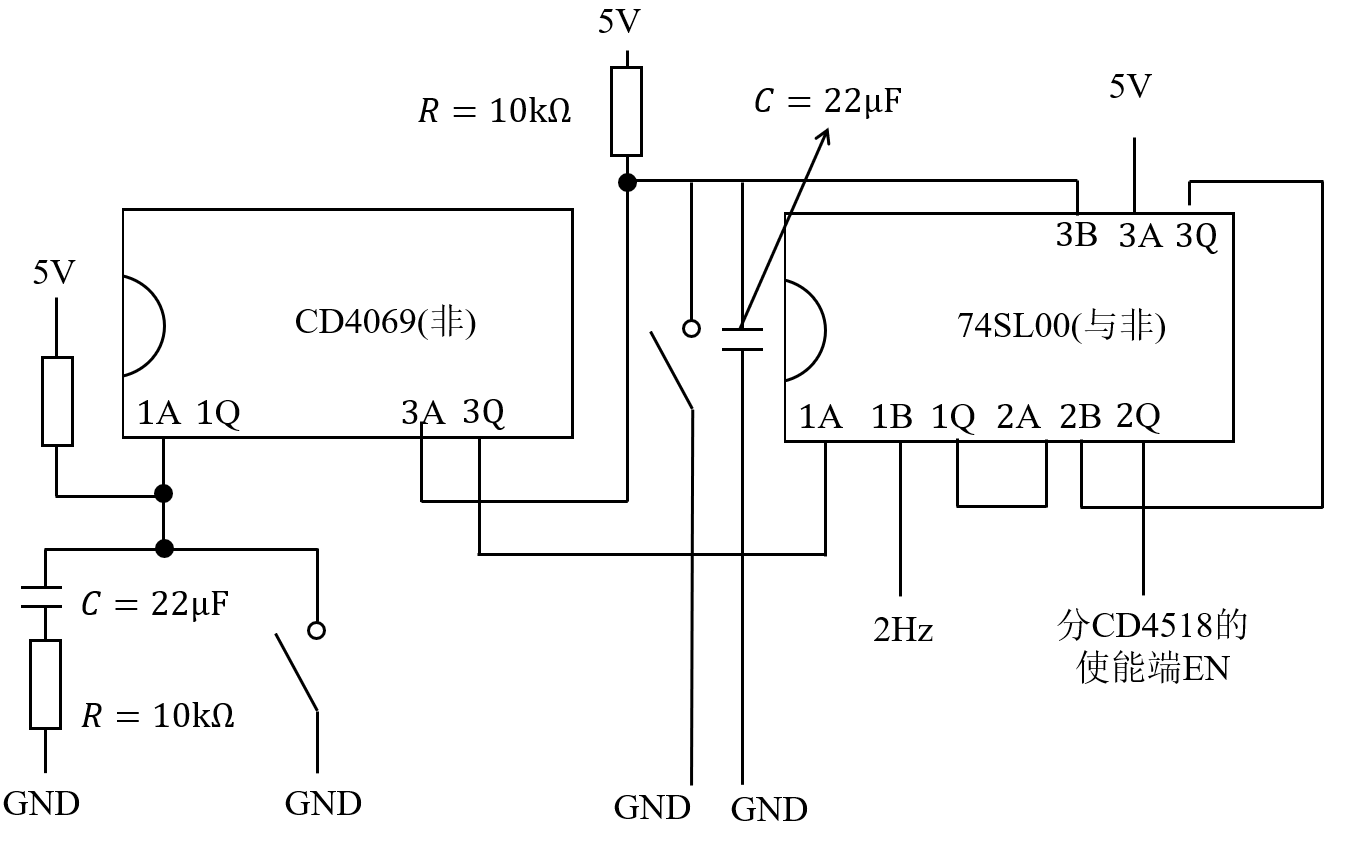 5V
R = 10kΩ
C = 22μF
5V
3B 3A 3Q
5V
CD4069(非)
74SL00(与非)
1A 1Q 3A 3Q
1A 1B 1Q 2A 2B 2Q
C = 22μF
2Hz
分CD4518的
使能端EN
R = 10kΩ
GND
GND
GND
GND